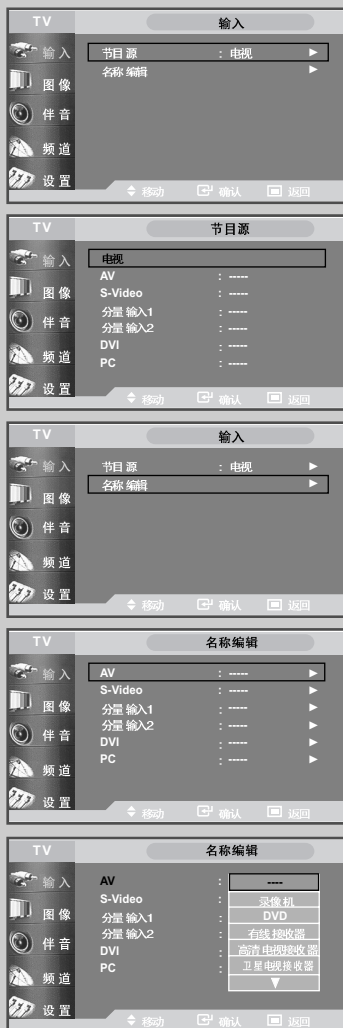 TV 输入
输入 节目源 : 电视 ►
图像 名称 编辑 ►
伴音
频道
设置
移动 确认 返回
TV 节目源
输入 电视
AV : -----
图像 S-Video : -----
分量 输入1 : -----
伴音 分量 输入2 : -----
DVI : -----
频道 PC : -----
设置
移动 确认 返回
TV 输入
输入 节目 源 : 电视 ►
图像 名称 编辑 ►
伴音
频道
设置
移动 确认 返回
TV 名称编辑
输入 AV : ----- ►
S-Video : ----- ►
图像 分量 输入1 : ----- ►
伴音 分量 输入2 : ----- ►
DVI : ----- ►
频道 PC : ----- ►
设置
移动 确认 返回
TV 名称编辑
输入 AV : ----
S-Video : 录像机
图像 分量 输入1 : DVD
伴音 分量 输入2 : 有线 接收器
DVI : 高清 电视接收 器
频道 PC : 卫星电视接收器
▼
设置
移动 确认 返回